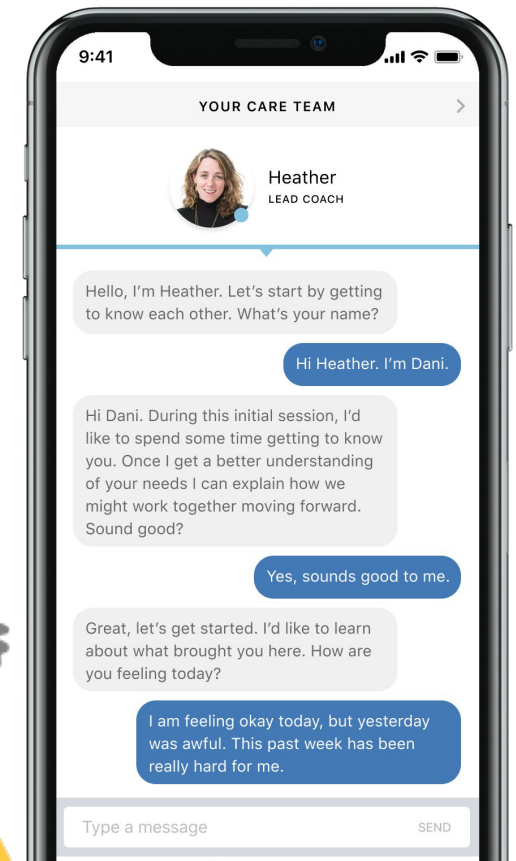 9:41
YOUR CARE TEAM
Heather
LEAD COACH
Hello, I’m Heather. Let’s start by getting
to know each other. What’s your name?
Hi Heather. I’m Dani.
Hi Dani. During this initial session, I’d
like to spend some time getting to know
you. Once I get a better understanding
of your needs I can explain how we
might work together moving forward.
Sound good?
Yes, sounds good to me.
Great, let’s get started. I’d like to learn
about what brought you here. How are
you feeling today?
I am feeling okay today, but yesterday
was awful. This past week has been
really hard for me.
Type a message
SEND